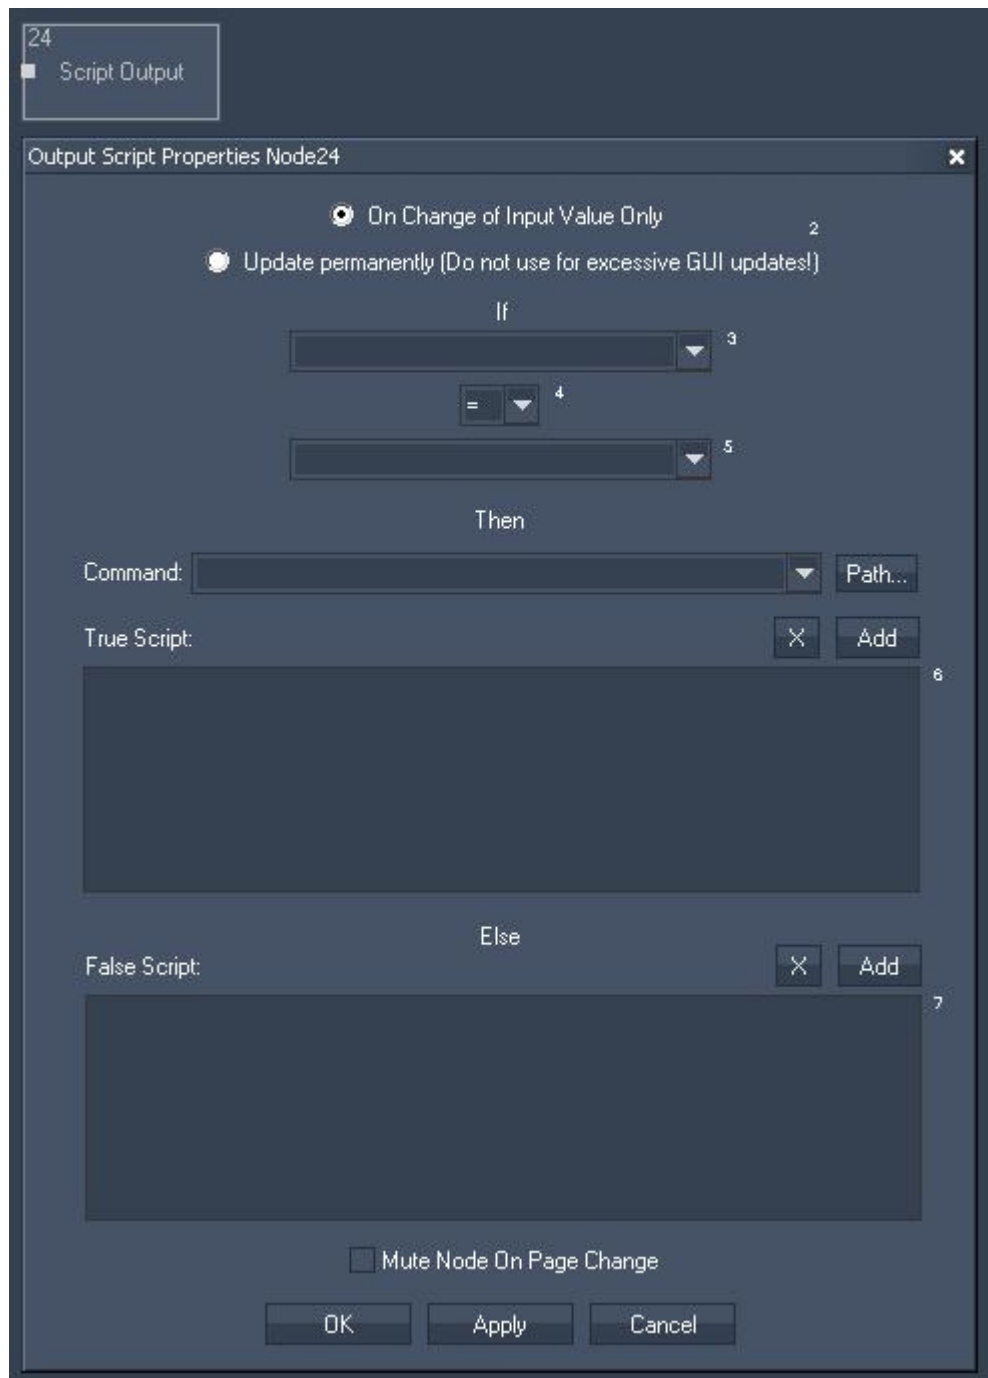 24
Script Output
Output Script Properties Node24
On Change of Input Value Only
2
Update permanently (Do not use for excessive GUI updates!)
If
3
= 4
5
Then
Command: Path...
True Script: X Add
6
Else
False Script: X Add
7
Mute Node On Page Change
OK Apply Cancel